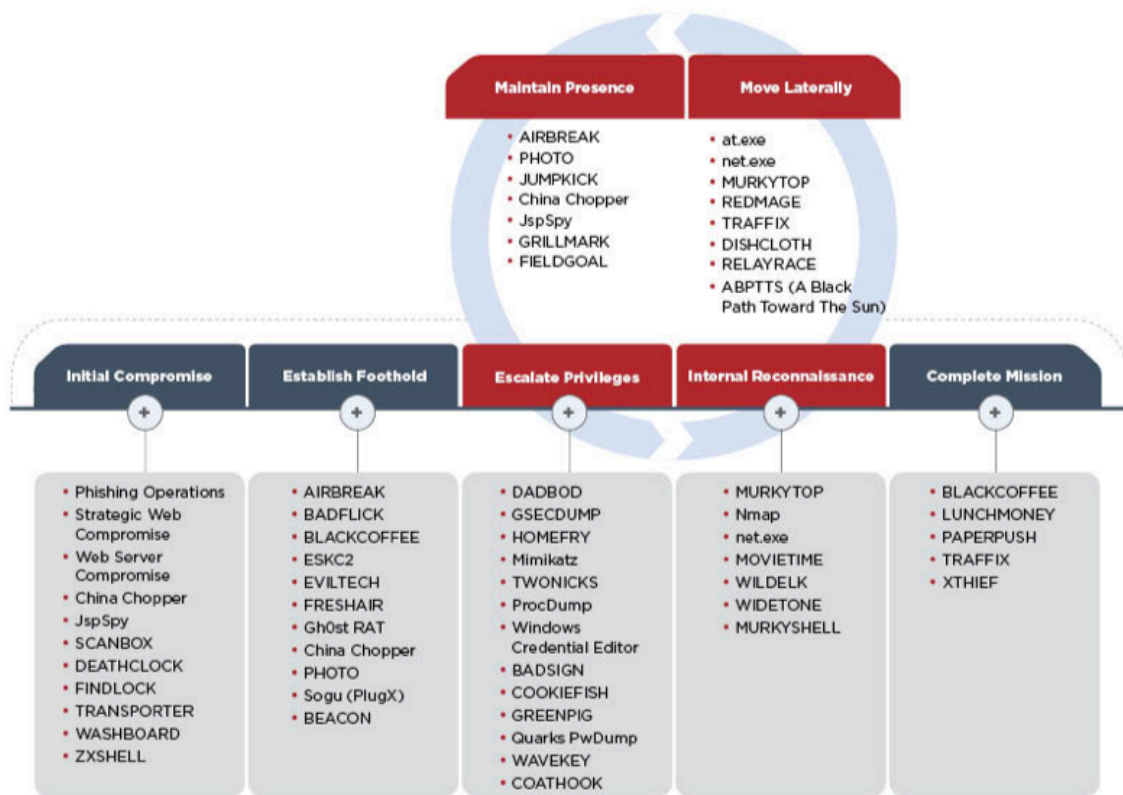 Maintain Presence
• AIRBREAK
• PHOTO
• JUMPKICK
• China Chopper
• JspSpy
• GRILLMARK
• FIELDGOAL
Move Laterally
• at.exe
• net.exe
• MURKYTOP
• REDMAGE
• TRAFFIX
• DISHCLOTH
• RELAYRACE
• ABPTTS (A Black
Path Toward The Sun)
Initial Compromise
+
• Phishing Operations
• Strategic Web
Compromise
• Web Server
Compromise
• China Chopper
• JspSpy
• SCANBOX
• DEATHCLOCK
• FINDLOCK
• TRANSPORTER
• WASHBOARD
• ZXSHELL
Establish Foothold
+
• AIRBREAK
• BADFLICK
• BLACKCOFFEE
• ESKC2
• EVILTECH
• FRESHAIR
• Gh0st RAT
• China Chopper
• PHOTO
• Sogu (PlugX)
• BEACON
Escalate Privileges
+
• DADBOD
• GSECDUMP
• HOMEFRY
• Mimikatz
• TWONICKS
• ProcDump
• Windows
Credential Editor
• BADSIGN
• COOKIEFISH
• GREENPIG
• Quarks PwDump
• WAVEKEY
• COATHOOK
Internal Reconnaissance
+
• MURKYTOP
• Nmap
• net.exe
• MOVIETIME
• WILDELK
• WIDETONE
• MURKYSHELL
Complete Mission
+
• BLACKCOFFEE
• LUNCHMONEY
• PAPERPUSH
• TRAFFIX
• XTHIEF